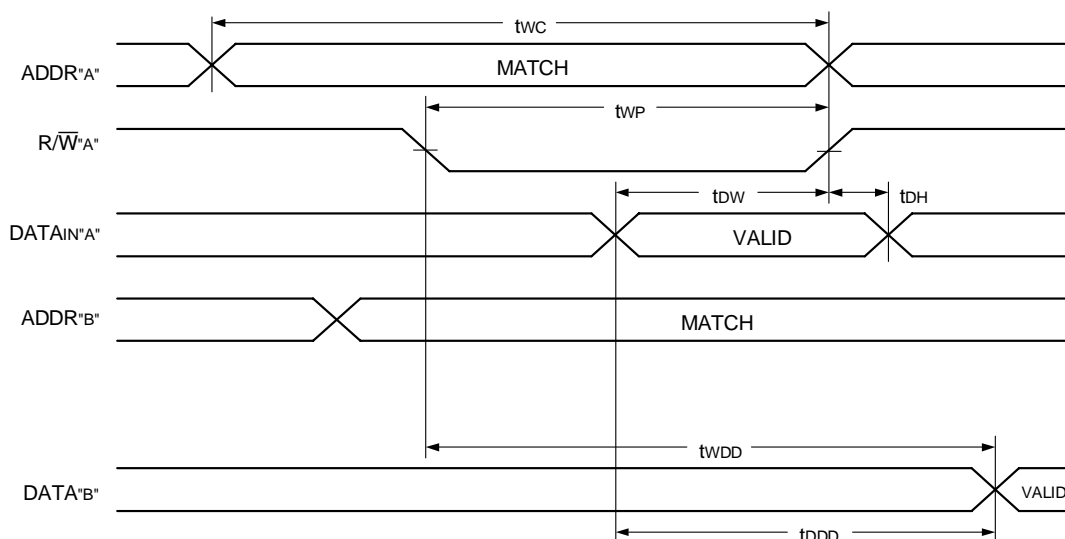 tWC
ADDR"A"
MATCH
tWP
R/W̅"A"
tDW
tDH
DATAIN"A"
VALID
ADDR"B"
MATCH
tWDD
DATA"B"
VALID
tDDD